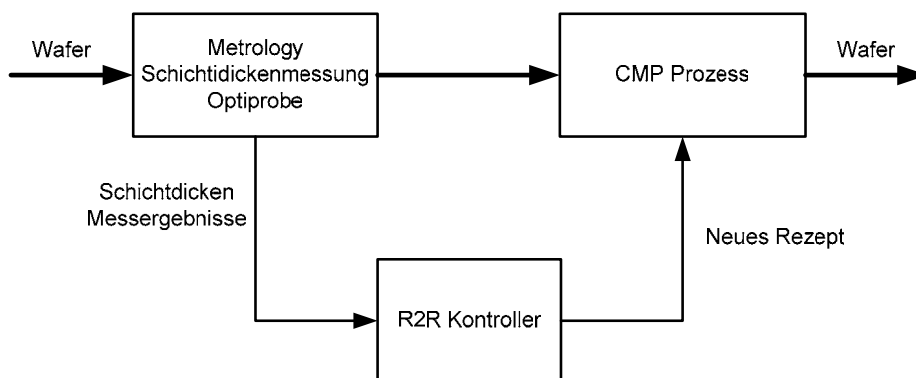 Wafer
Metrology
Schichtidickenmessung
Optiprobe
CMP Prozess
Wafer
Schichtdicken
Messergebnisse
Neues Rezept
R2R Kontroller